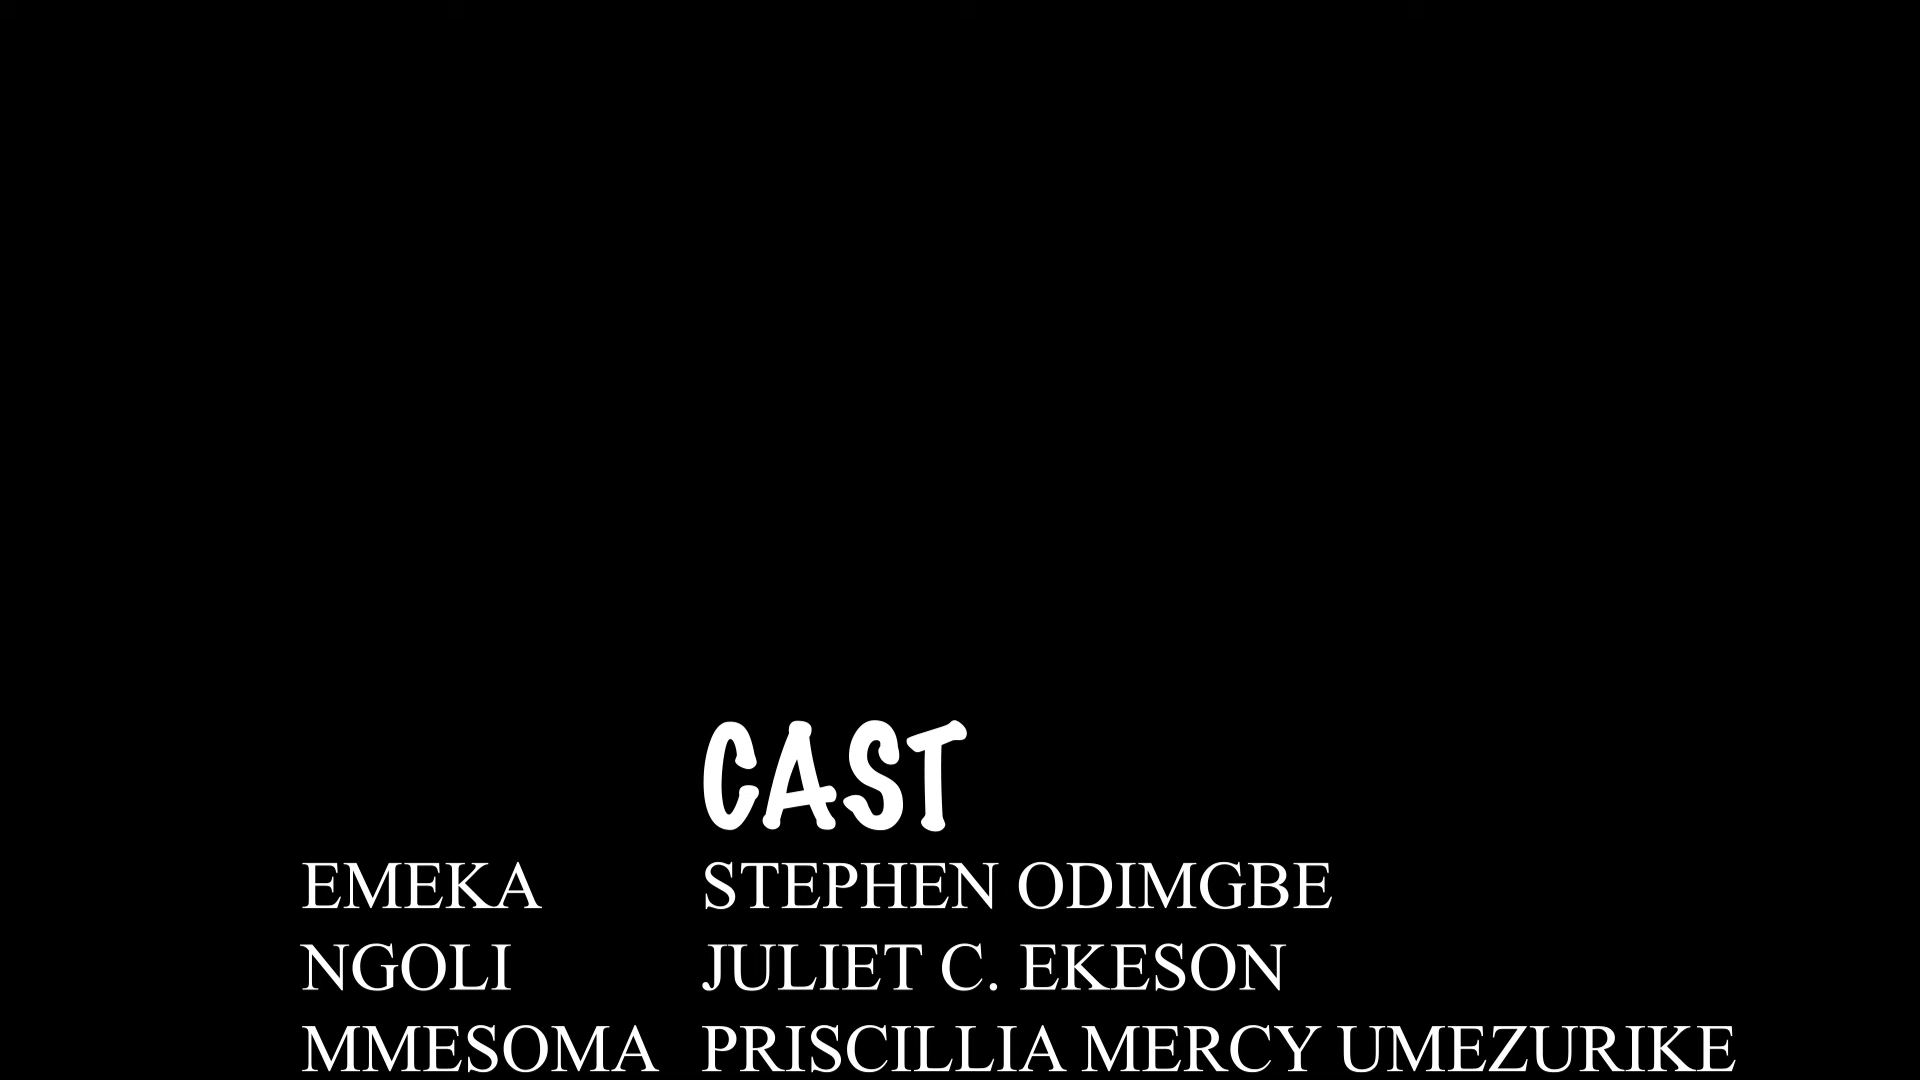 CAST
EMEKA STEPHEN ODIMGBE
NGOLI JULIET C. EKESON
MMESOMA PRISCILLIA MERCY UMEZURIKE